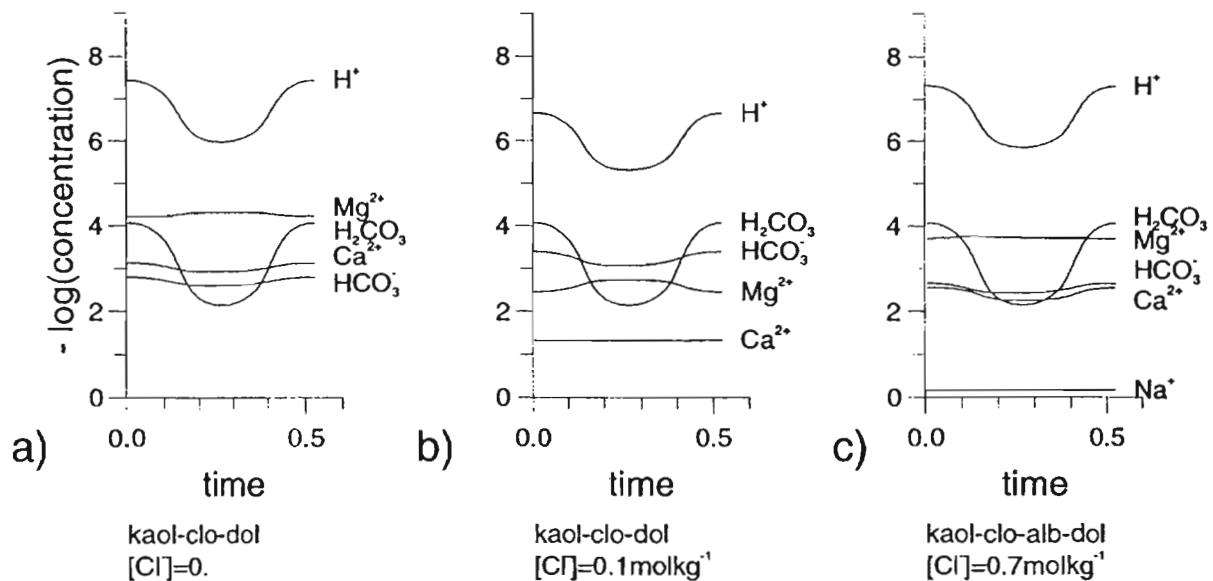 -log(concentration)
8
6
4
2
0
H⁺
Mg²⁺
H₂CO₃
Ca²⁺
HCO₃⁻
0.0
0.5
a)
time
kaol-clo-dol
[Cl⁻]=0.
8
6
4
2
0
H⁺
H₂CO₃
HCO₃⁻
Mg²⁺
Ca²⁺
0.0
0.5
b)
time
kaol-clo-dol
[Cl⁻]=0.1molkg⁻¹
8
6
4
2
0
H⁺
H₂CO₃
Mg²⁺
HCO₃⁻
Ca²⁺
Na⁺
0.0
0.5
c)
time
kaol-clo-alb-dol
[Cl⁻]=0.7molkg⁻¹